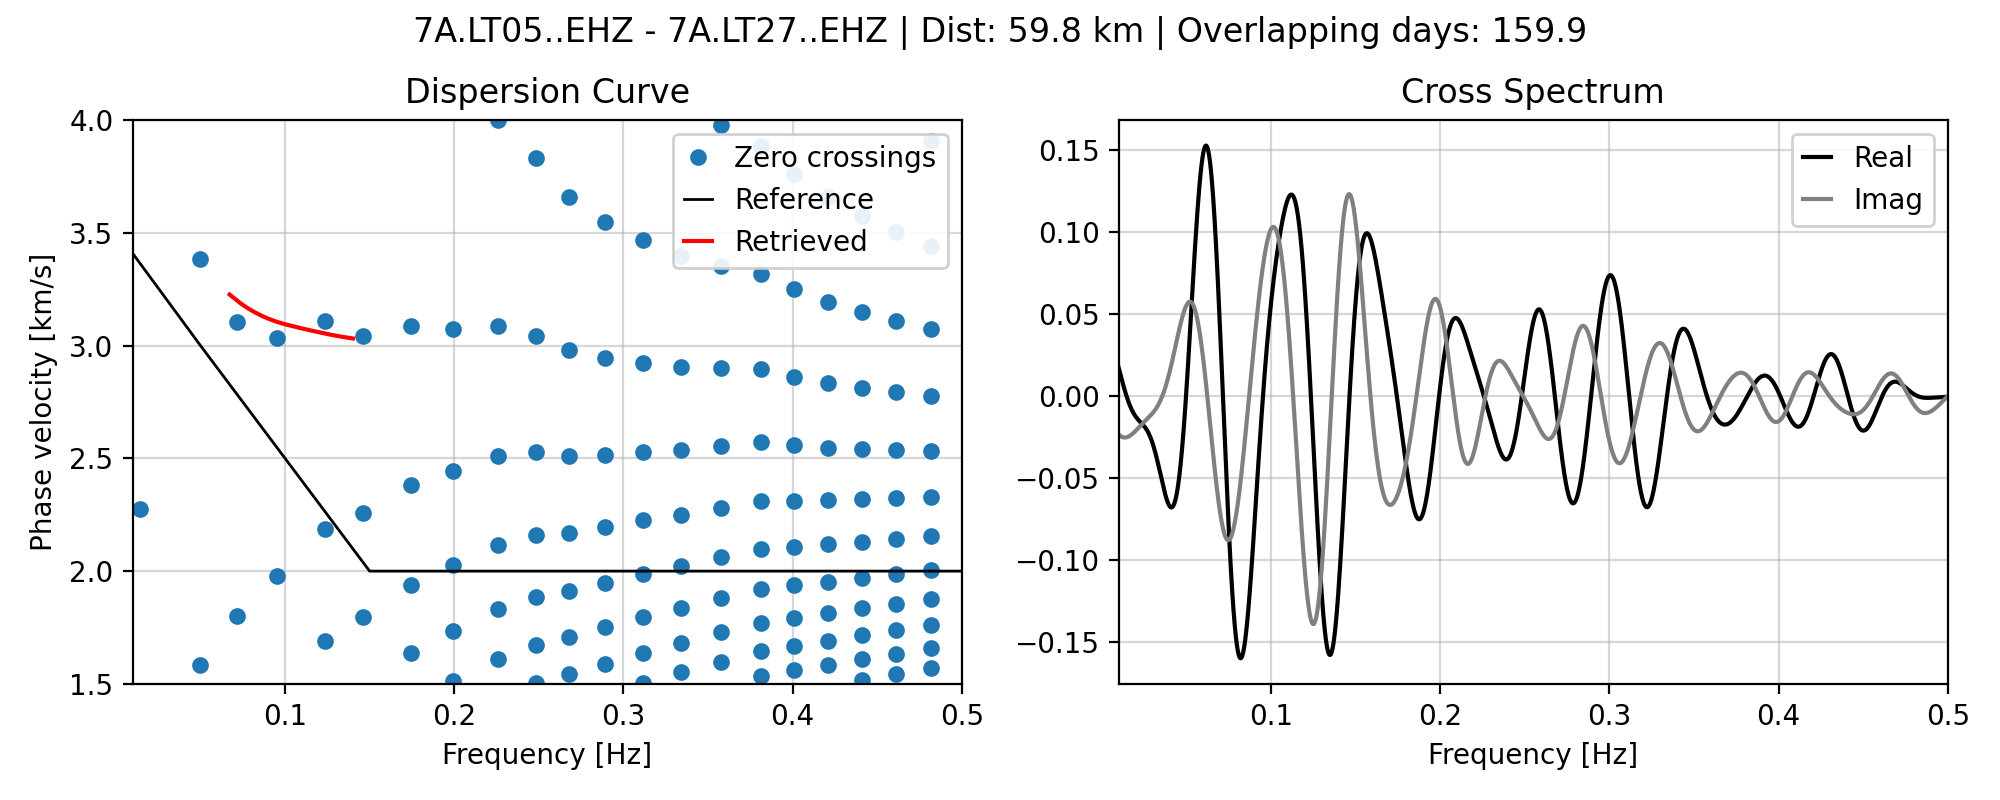 7A.LT05..EHZ - 7A.LT27..EHZ | Dist: 59.8 km | Overlapping days: 159.9
Dispersion Curve
Phase velocity [km/s]
4.0
3.5
3.0
2.5
2.0
1.5
Zero crossings
Reference
Retrieved
0.1
0.2
0.3
0.4
0.5
Frequency [Hz]
Cross Spectrum
0.15
0.10
0.05
0.00
−0.05
−0.10
−0.15
Real
Imag
0.1
0.2
0.3
0.4
0.5
Frequency [Hz]